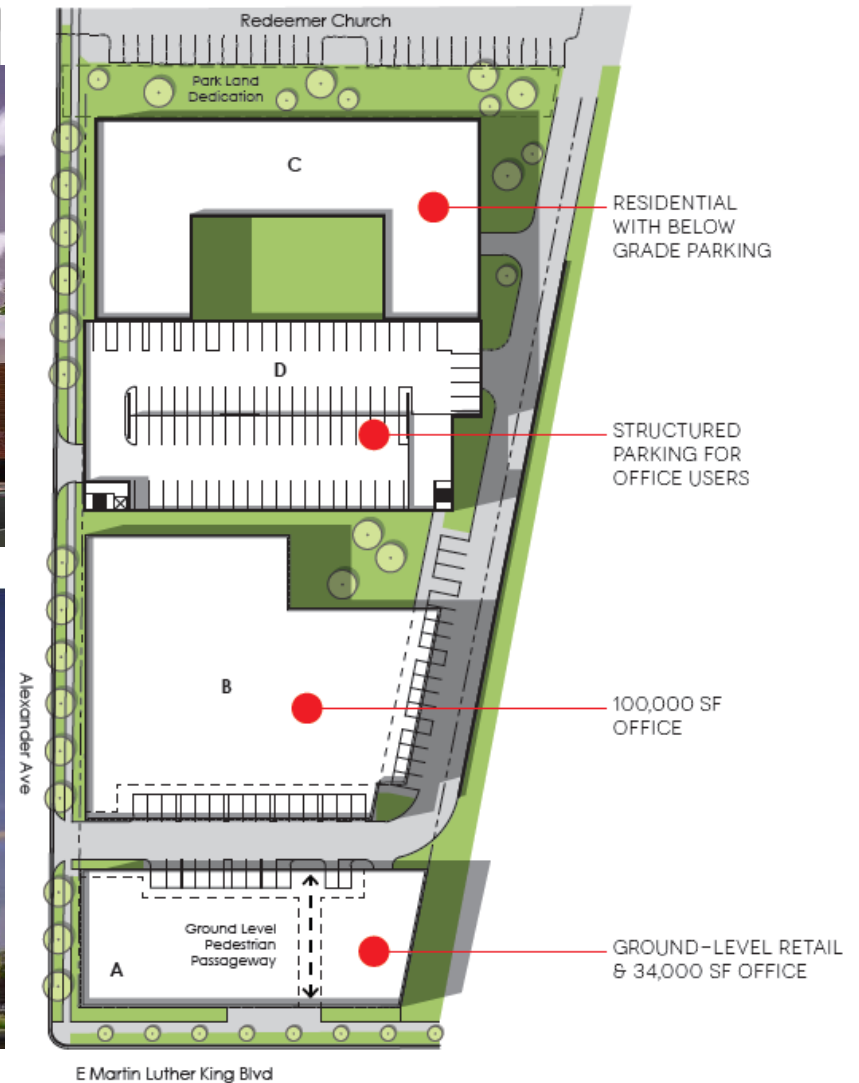 Redeemer Church
Park Land
Dedication
C
RESIDENTIAL
WITH BELOW
GRADE PARKING
D
STRUCTURED
PARKING FOR
OFFICE USERS
Alexander Ave
B
100,000 SF
OFFICE
Ground Level
Pedestrian
Passageway
A
GROUND-LEVEL RETAIL
& 34,000 SF OFFICE
E Martin Luther King Blvd